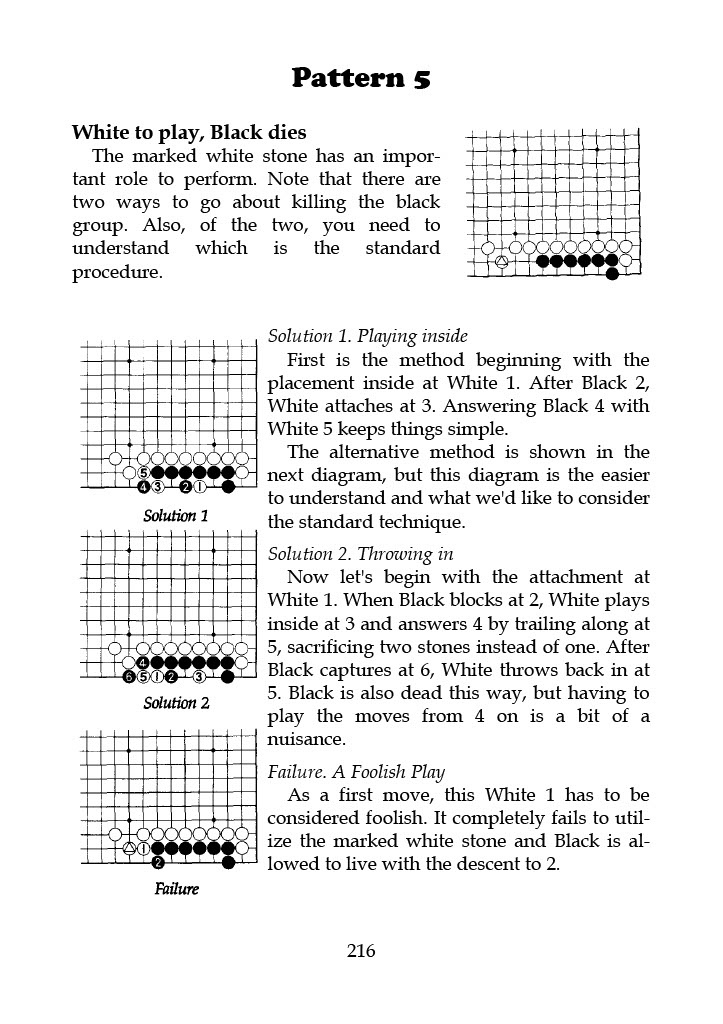 Pattern 5
White to play, Black dies
The marked white stone has an impor-
tant role to perform. Note that there are
two ways to go about killing the black
group. Also, of the two, you need to
understand which is the standard
procedure.
Solution 1. Playing inside
First is the method beginning with the
placement inside at White 1. After Black 2,
White attaches at 3. Answering Black 4 with
White 5 keeps things simple.
The alternative method is shown in the
next diagram, but this diagram is the easier
to understand and what we'd like to consider
the standard technique.
5
4 3 2 1
Solution 1
Solution 2. Throwing in
Now let's begin with the attachment at
White 1. When Black blocks at 2, White plays
inside at 3 and answers 4 by trailing along at
5, sacrificing two stones instead of one. After
Black captures at 6, White throws back in at
5. Black is also dead this way, but having to
play the moves from 4 on is a bit of a
nuisance.
4
6 5 1 2 3
Solution 2
Failure. A Foolish Play
As a first move, this White 1 has to be
considered foolish. It completely fails to util-
ize the marked white stone and Black is al-
lowed to live with the descent to 2.
1
2
Failure
216